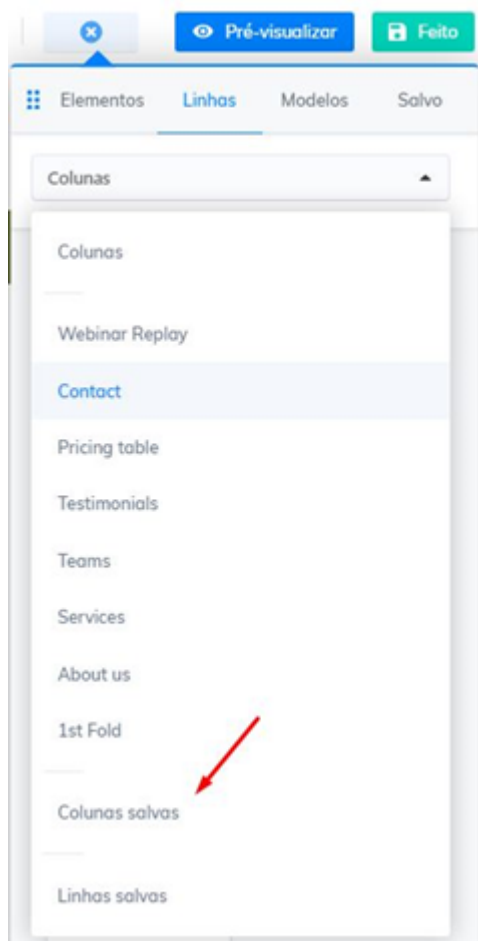 Pré-visualizar Feito
Elementos Linhas Modelos Salvo
Colunas
Colunas
Webinar Replay
Contact
Pricing table
Testimonials
Teams
Services
About us
1st Fold
Colunas salvas
Linhas salvas